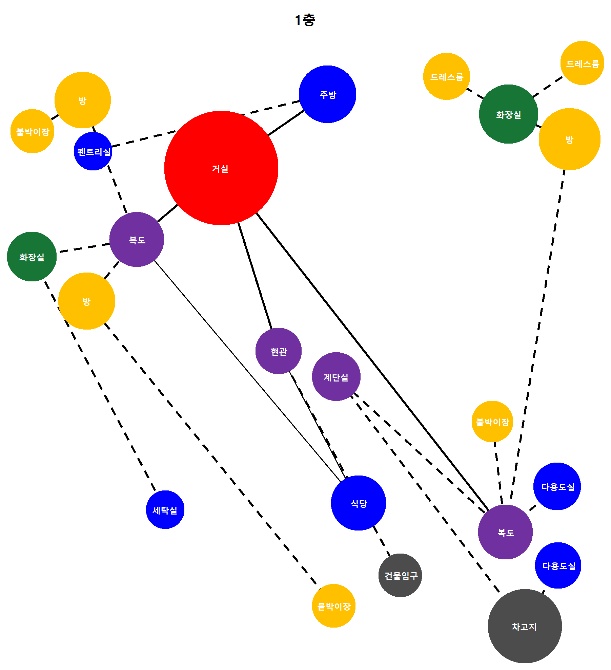 1층
드레스룸
드레스룸
주방
방
화장실
붙박이장
방
펜트리실
거실
복도
화장실
방
현관
계단실
붙박이장
다용도실
식당
세탁실
복도
다용도실
건물입구
붙박이장
차고지